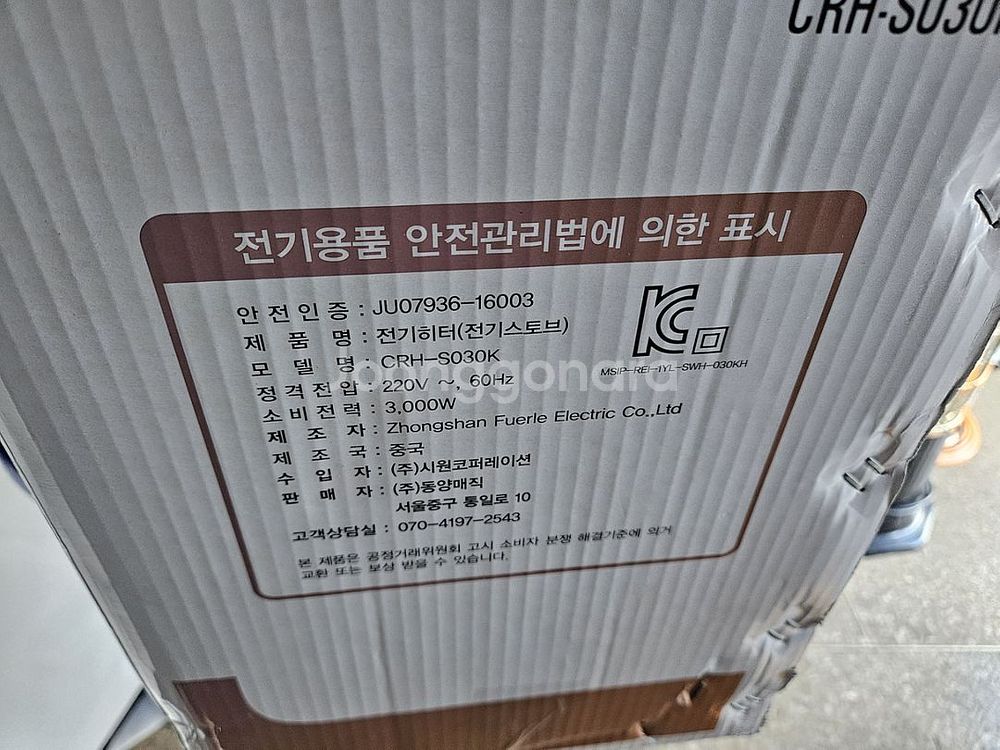 CRH-S030K
전기용품 안전관리법에 의한 표시
안전인증 : JU07936-16003
제품명 : 전기히터(전기스토브)
모델명 : CRH-S030K
정격전압 : 220V ~, 60Hz
소비전력 : 3,000W
제조자 : Zhongshan Fuerle Electric Co.,Ltd
제조국 : 중국
수입자 : (주)시원코퍼레이션
판매자 : (주)동양매직
서울중구 통일로 10
고객상담실 : 070-4197-2543
본 제품은 공정거래위원회 고시 소비자 분쟁 해결기준에 의거
교환 또는 보상 받을 수 있습니다.
KC
MSIP-REI-1YL-SWH-030KH
joonggonara